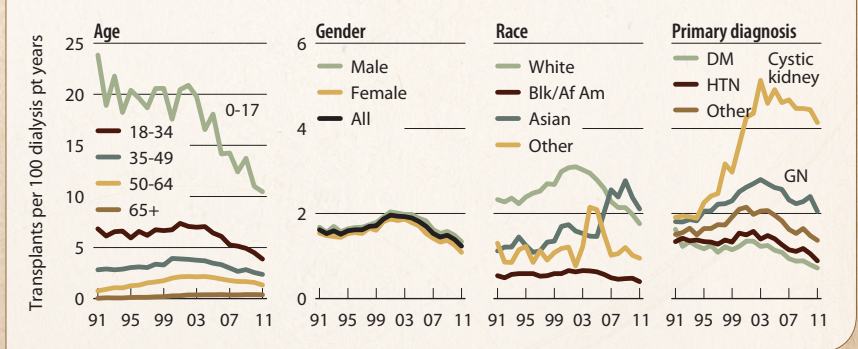 Age
Gender
Race
Primary diagnosis
Transplants per 100 dialysis pt years
25
20
15
10
5
0
0-17
18-34
35-49
50-64
65+
91 95 99 03 07 11
6
4
2
0
Male
Female
All
91 95 99 03 07 11
White
Blk/Af Am
Asian
Other
91 95 99 03 07 11
DM
HTN
Other
Cystic
kidney
GN
91 95 99 03 07 11